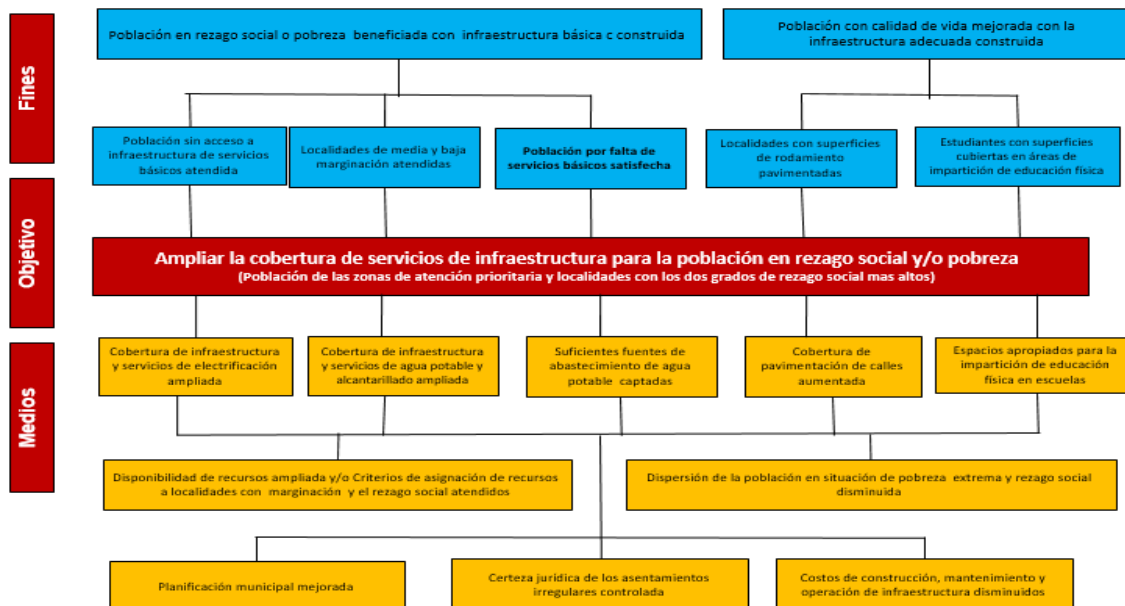 Fines
Población en rezago social o pobreza beneficiada con infraestructura básica c construida
Población con calidad de vida mejorada con la
infraestructura adecuada construida
Población sin acceso a
infraestructura de servicios
básicos atendida
Localidades de media y baja
marginación atendidas
Población por falta de
servicios básicos satisfecha
Localidades con superficies
de rodamiento
pavimentadas
Estudiantes con superficies
cubiertas en áreas de
impartición de educación física
Objetivo
Ampliar la cobertura de servicios de infraestructura para la población en rezago social y/o pobreza
(Población de las zonas de atención prioritaria y localidades con los dos grados de rezago social mas altos)
Medios
Cobertura de infraestructura
y servicios de electrificación
ampliada
Cobertura de infraestructura
y servicios de agua potable y
alcantarillado ampliada
Suficientes fuentes de
abastecimiento de agua
potable captadas
Cobertura de
pavimentación de calles
aumentada
Espacios apropiados para la
impartición de educación
física en escuelas
Disponibilidad de recursos ampliada y/o Criterios de asignación de recursos
a localidades con marginación y el rezago social atendidos
Dispersión de la población en situación de pobreza extrema y rezago social
disminuida
Planificación municipal mejorada
Certeza jurídica de los asentamientos
irregulares controlada
Costos de construcción, mantenimiento y
operación de infraestructura disminuidos